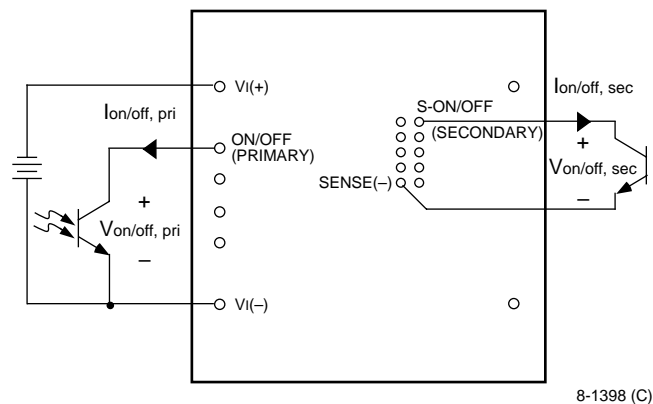 VI(+)
Ion/off, pri
ON/OFF
(PRIMARY)
+
Von/off, pri
–
VI(–)
S-ON/OFF
(SECONDARY)
SENSE(–)
Ion/off, sec
+
Von/off, sec
–
8-1398 (C)